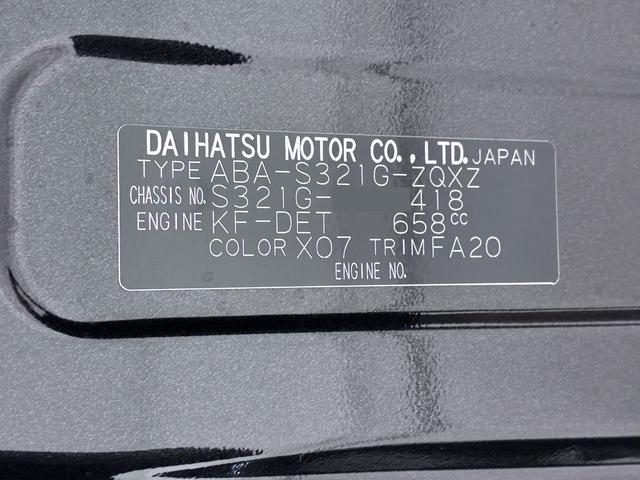 DAIHATSU MOTOR CO., LTD. JAPAN
TYPE ABA-S321G-ZQXZ
CHASSIS NO. S321G- 418
ENGINE KF-DET 658cc
COLOR X07 TRIM FA20
ENGINE NO.